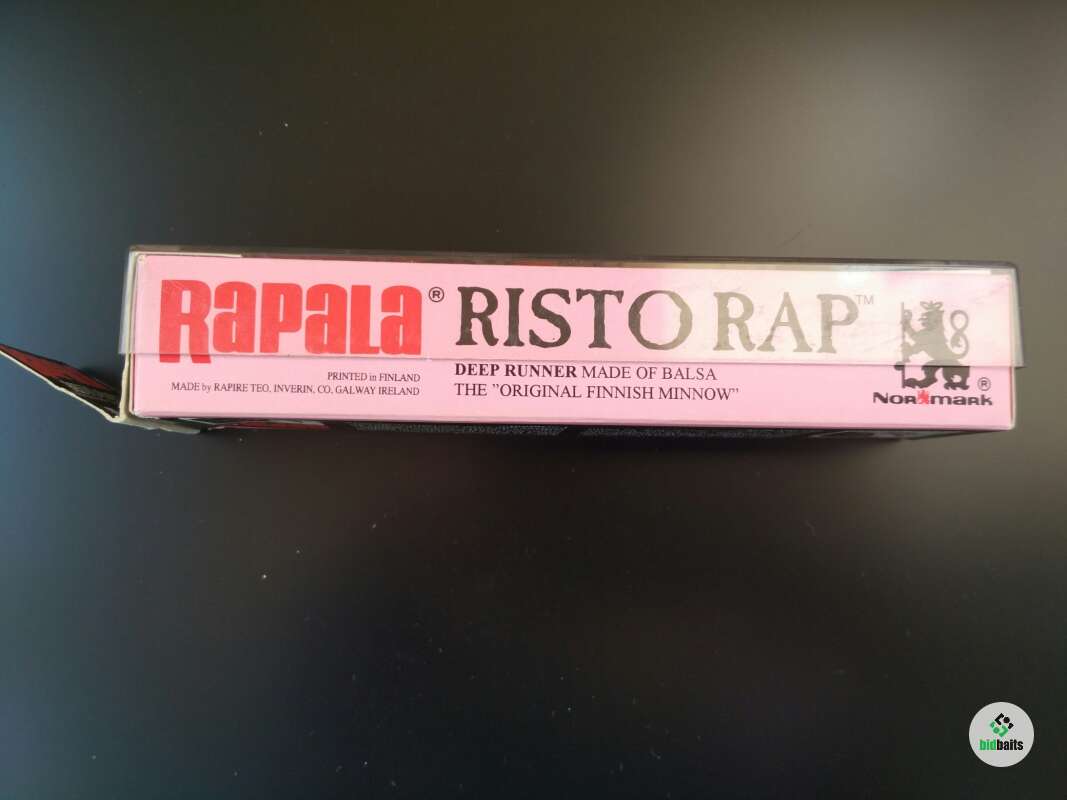 RAPALA® RISTO RAP™
PRINTED in FINLAND
MADE by RAPIRE TEO, INVERIN, CO. GALWAY IRELAND
DEEP RUNNER MADE OF BALSA
THE "ORIGINAL FINNISH MINNOW"
®
NORMARK
bidbaits